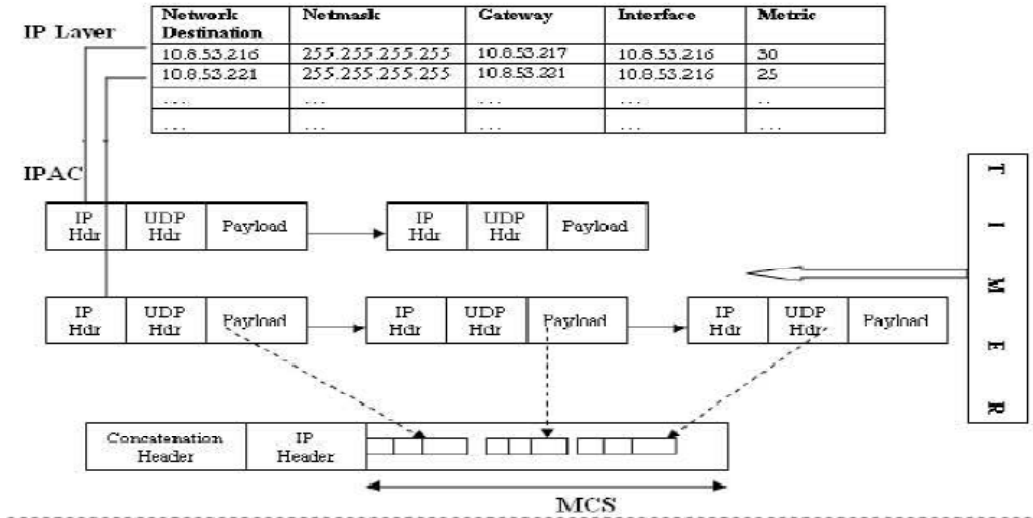 IP Layer
Network Destination Netmask Gateway Interface Metric
10.8.53.216 255.255.255.255 10.8.53.217 10.8.53.216 30
10.8.53.221 255.255.255.255 10.8.53.221 10.8.53.216 25
... ... ... ... ..
... ... ... ... ...
IPAC
IP Hdr UDP Hdr Payload IP Hdr UDP Hdr Payload
IP Hdr UDP Hdr Payload IP Hdr UDP Hdr Payload IP Hdr UDP Hdr Payload
TIMER
Concatenation Header IP Header
MCS